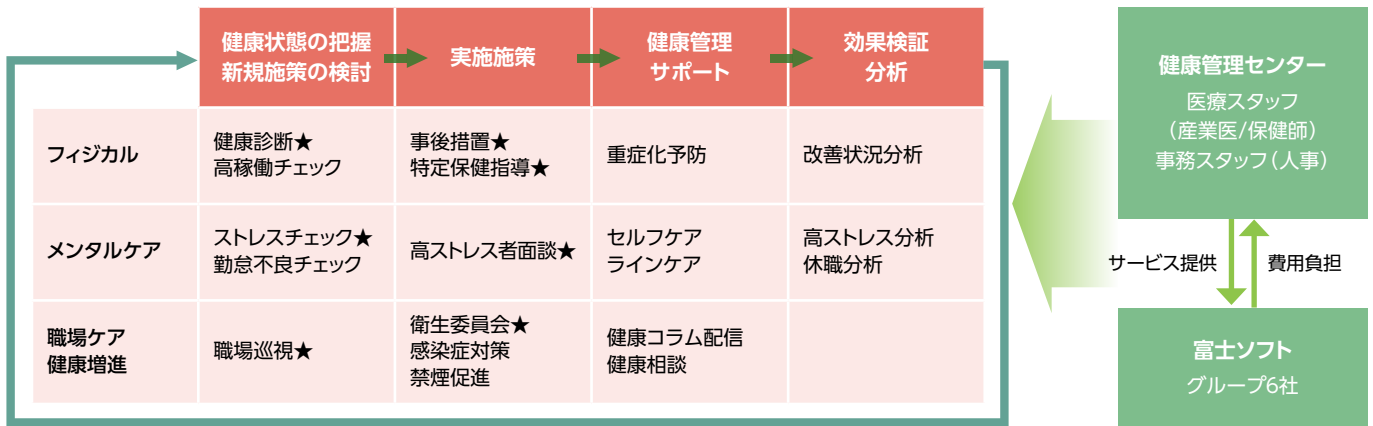 健康状態の把握
新規施策の検討
実施施策
健康管理
サポート
効果検証
分析
フィジカル
健康診断★
高稼働チェック
事後措置★
特定保健指導★
重症化予防
改善状況分析
メンタルケア
ストレスチェック★
勤怠不良チェック
高ストレス者面談★
セルフケア
ラインケア
高ストレス分析
休職分析
職場ケア
健康増進
職場巡視★
衛生委員会★
感染症対策
禁煙促進
健康コラム配信
健康相談
健康管理センター
医療スタッフ
（産業医/保健師）
事務スタッフ（人事）
サービス提供
費用負担
富士ソフト
グループ6社